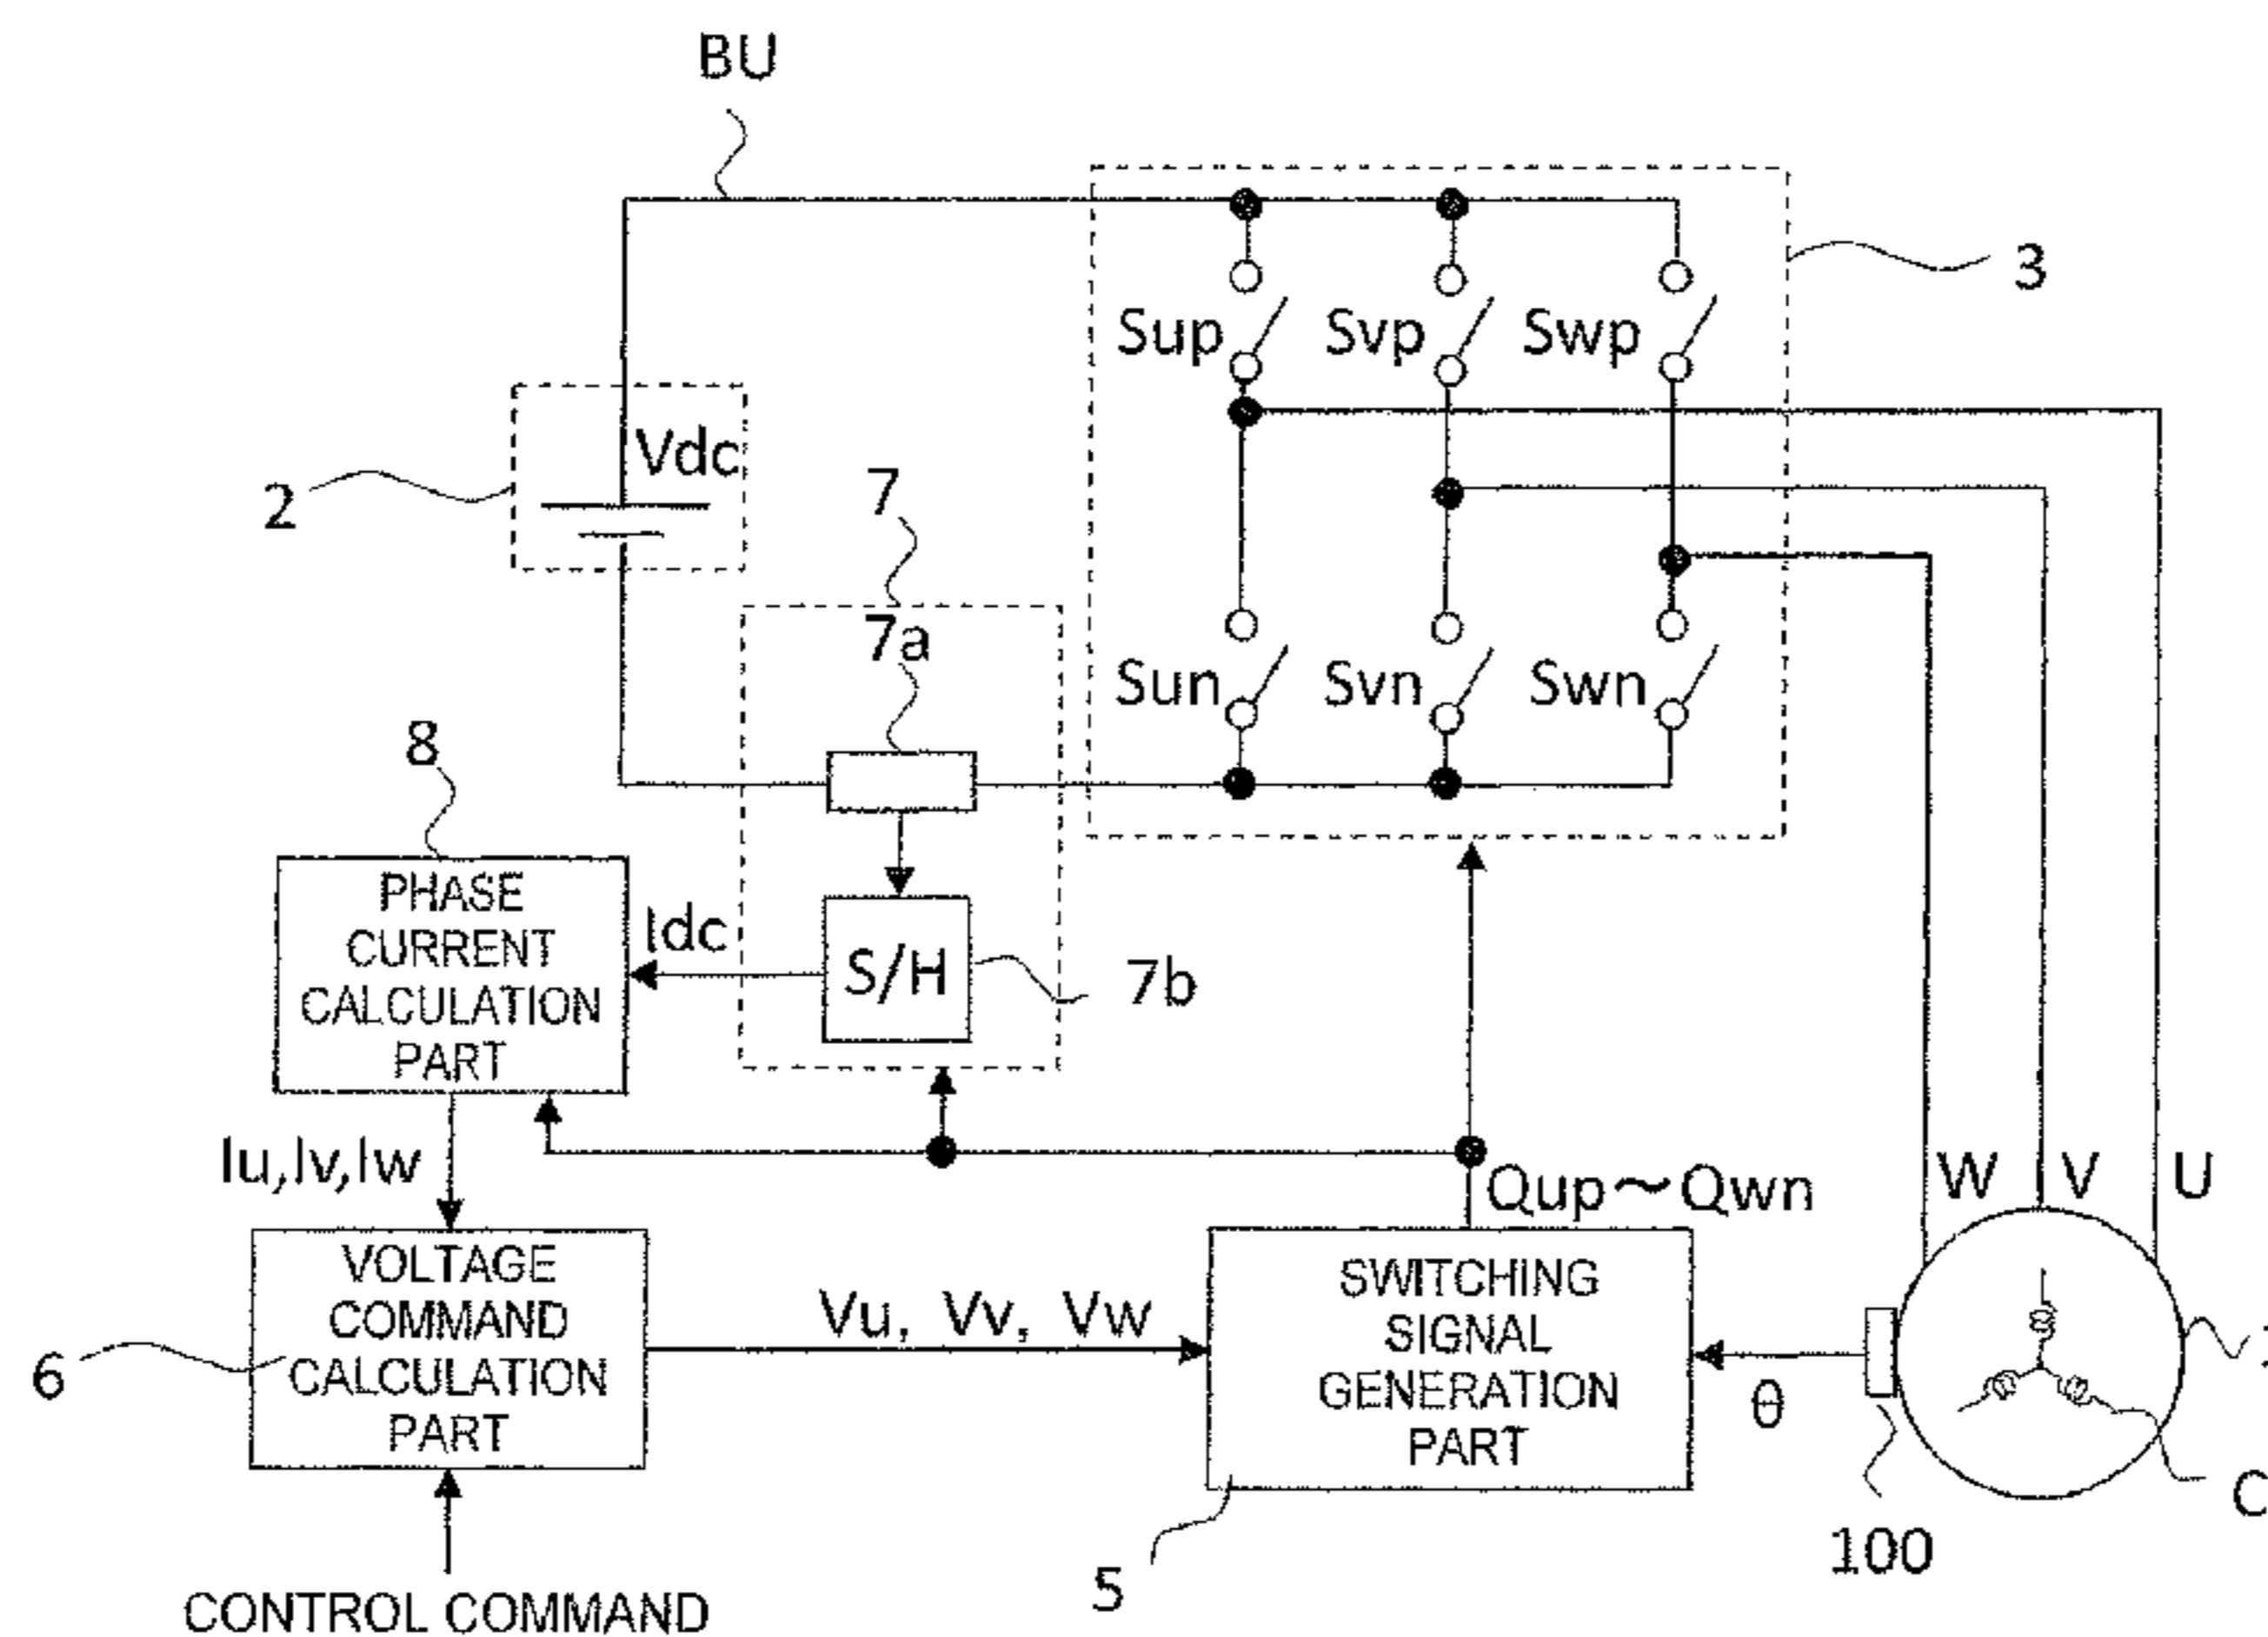 BU
3
Sup
Svp
Swp
Vdc
2
7
7a
Sun
Svn
Swn
8
PHASE
CURRENT
CALCULATION
PART
Idc
S/H
7b
Iu,Iv,Iw
Qup～Qwn
W
V
U
VOLTAGE
COMMAND
CALCULATION
PART
6
Vu, Vv, Vw
SWITCHING
SIGNAL
GENERATION
PART
θ
C
100
5
CONTROL COMMAND